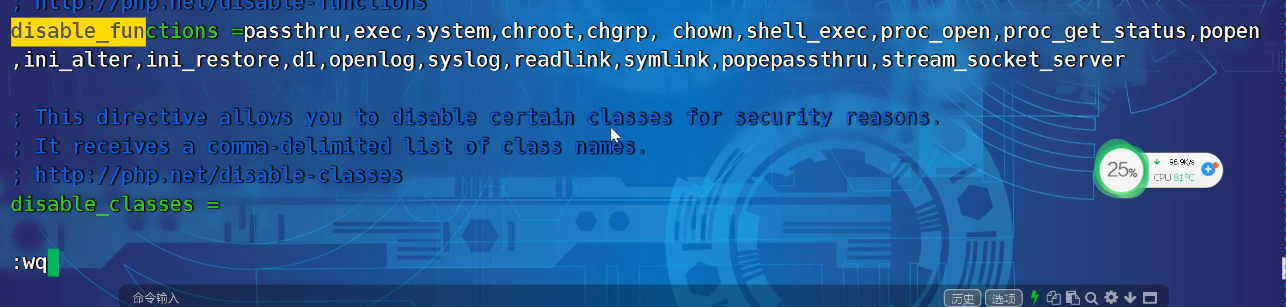 ; http://php.net/disable-functions
disable_functions =passthru,exec,system,chroot,chgrp, chown,shell_exec,proc_open,proc_get_status,popen
,ini_alter,ini_restore,d1,openlog,syslog,readlink,symlink,popepassthru,stream_socket_server
; This directive allows you to disable certain classes for security reasons.
; It receives a comma-delimited list of class names.
; http://php.net/disable-classes
disable_classes =
25%
96.9K/s
CPU 81°C
:wq
命令输入
历史 选项